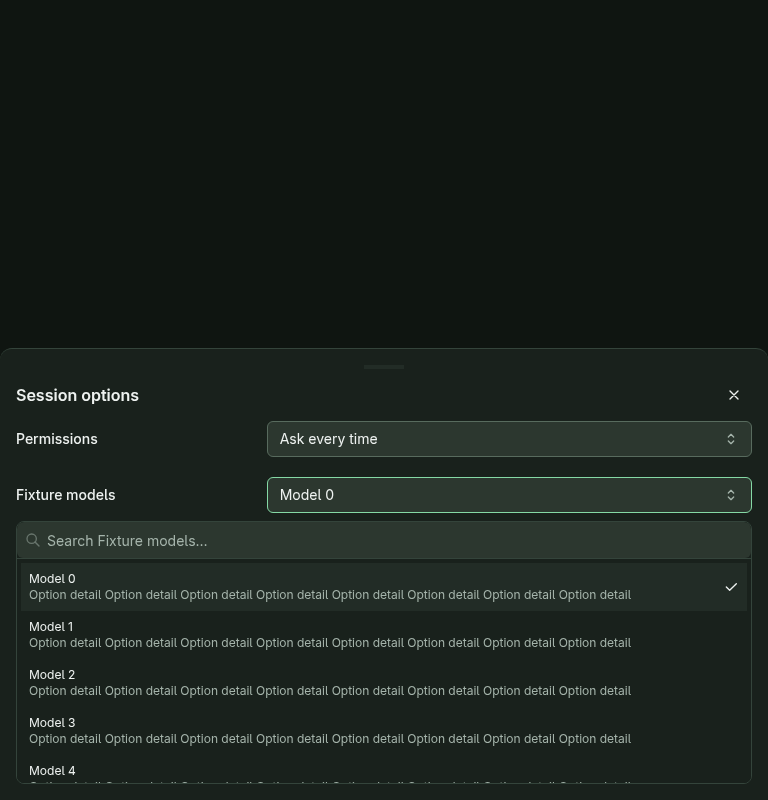 Session options
Permissions
Ask every time
Fixture models
Model 0
Search Fixture models...
Model 0
Option detail Option detail Option detail Option detail Option detail Option detail Option detail Option detail
Model 1
Option detail Option detail Option detail Option detail Option detail Option detail Option detail Option detail
Model 2
Option detail Option detail Option detail Option detail Option detail Option detail Option detail Option detail
Model 3
Option detail Option detail Option detail Option detail Option detail Option detail Option detail Option detail
Model 4